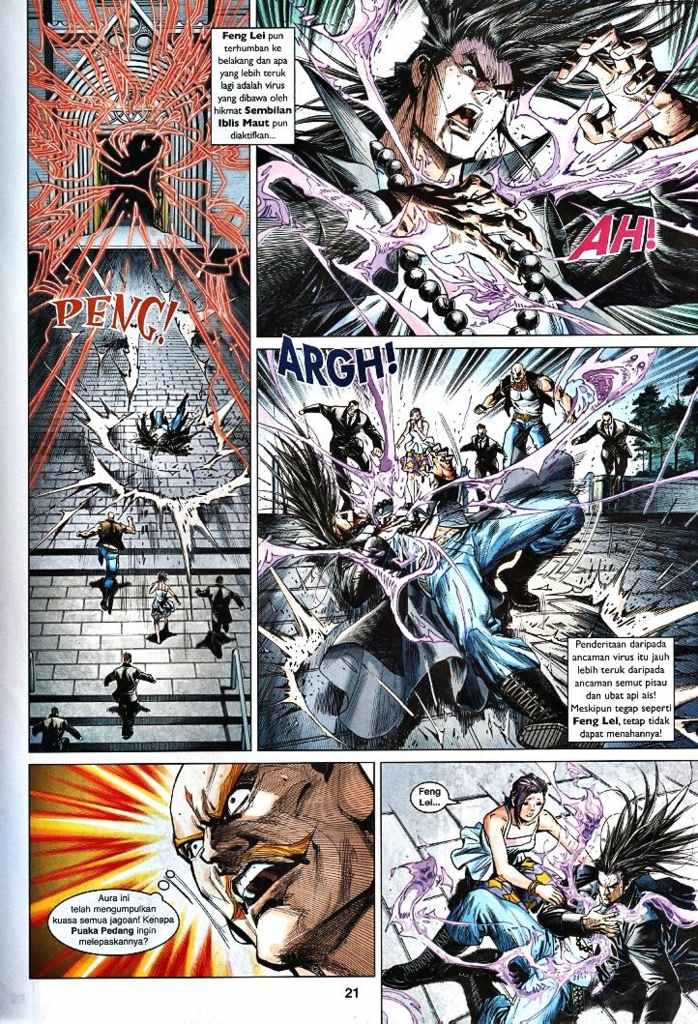 Feng Lei pun
terhumban ke
belakang dan apa
yang lebih teruk
lagi adalah virus
yang dibawa oleh
hikmat Sembilan
Iblis Maut pun
diaktifkan...
AH!
PENG!
ARGH!
Penderitaan daripada
ancaman virus itu jauh
lebih teruk daripada
ancaman semut pisau
dan ubat api ais!
Meskipun tegap seperti
Feng Lei, tetap tidak
dapat menahannya!
Aura ini
telah mengumpulkan
kuasa semua jagoan! Kenapa
Puaka Pedang ingin
melepaskannya?
Feng
Lei...
21